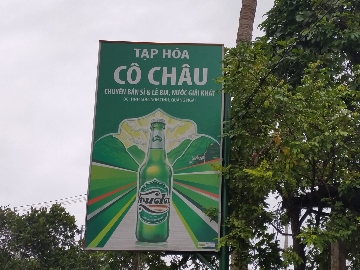 TẠP HÓA
CÔ CHÂU
CHUYÊN BÁN SỈ & LẺ BIA, NƯỚC GIẢI KHÁT